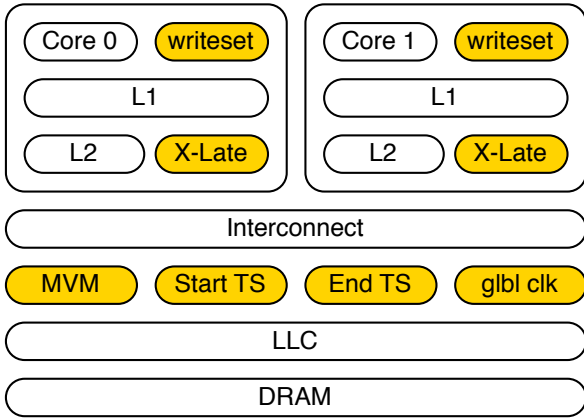 Core 0 writeset Core 1 writeset
L1 L1
L2 X-Late L2 X-Late
Interconnect
MVM Start TS End TS glbl clk
LLC
DRAM